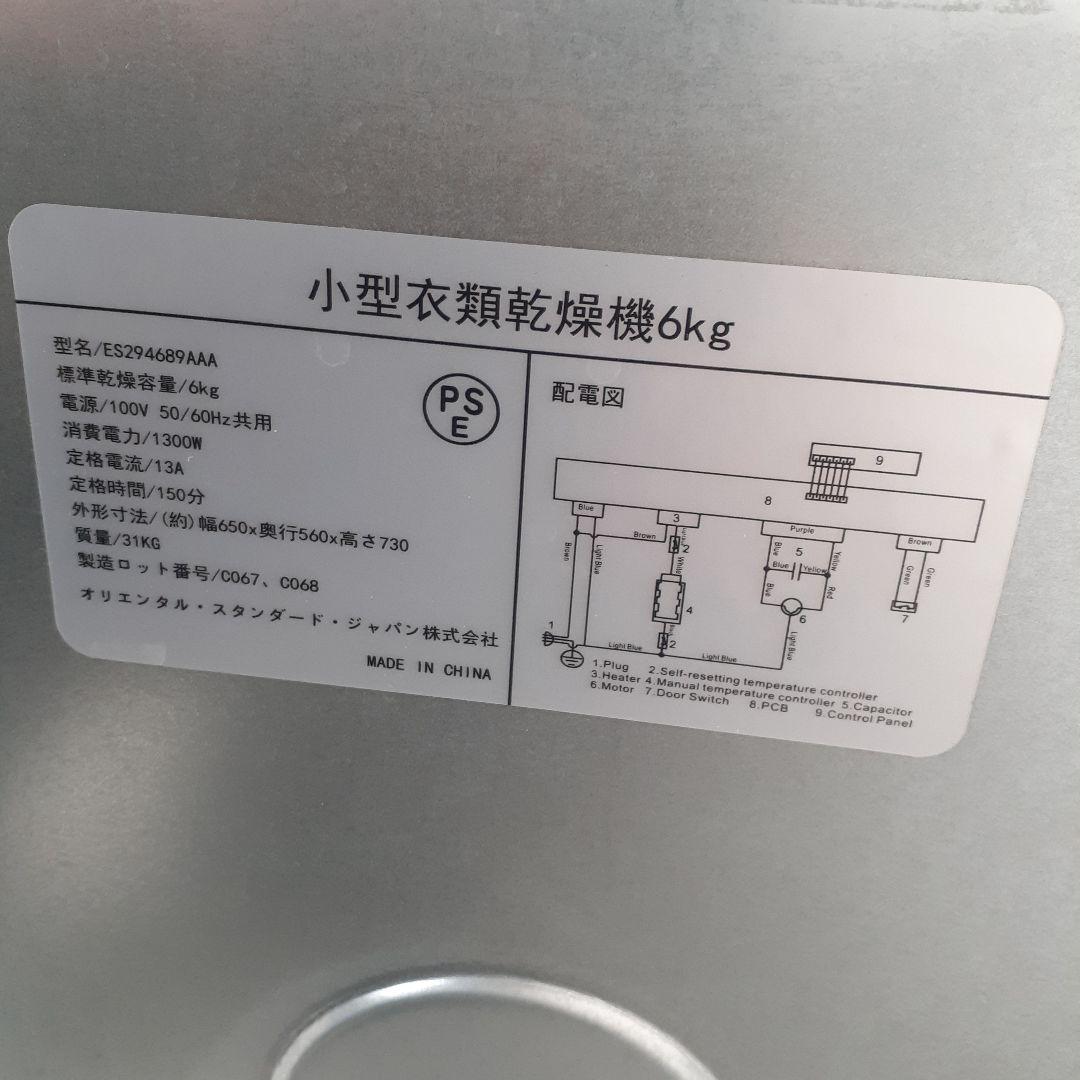 小型衣類乾燥機6kg
型名/ES294689AAA
標準乾燥容量/6kg
電源/100V 50/60Hz共用
消費電力/1300W
定格電流/13A
定格時間/150分
外形寸法/(約)幅650x奥行560x高さ730
質量/31KG
製造ロット番号/C067、C068
オリエンタル・スタンダード・ジャパン株式会社
MADE IN CHINA
PS
E
配電図
9
8
Blue
3
Purple
Brown
Brown
2
5
Brown
Light Blue
White
Blue
Yellow
Blue
Yellow
Green
Green
4
Blue
Red
6
7
1
2
Light Blue
Light Blue
Light Blue
1.Plug 2.Self-resetting temperature controller
3.Heater 4.Manual temperature controller 5.Capacitor
6.Motor 7.Door Switch 8.PCB 9.Control Panel